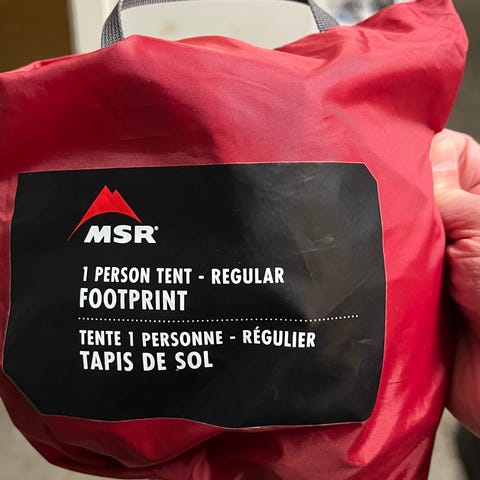 MSR®
1 PERSON TENT - REGULAR
FOOTPRINT
TENTE 1 PERSONNE - RÉGULIER
TAPIS DE SOL